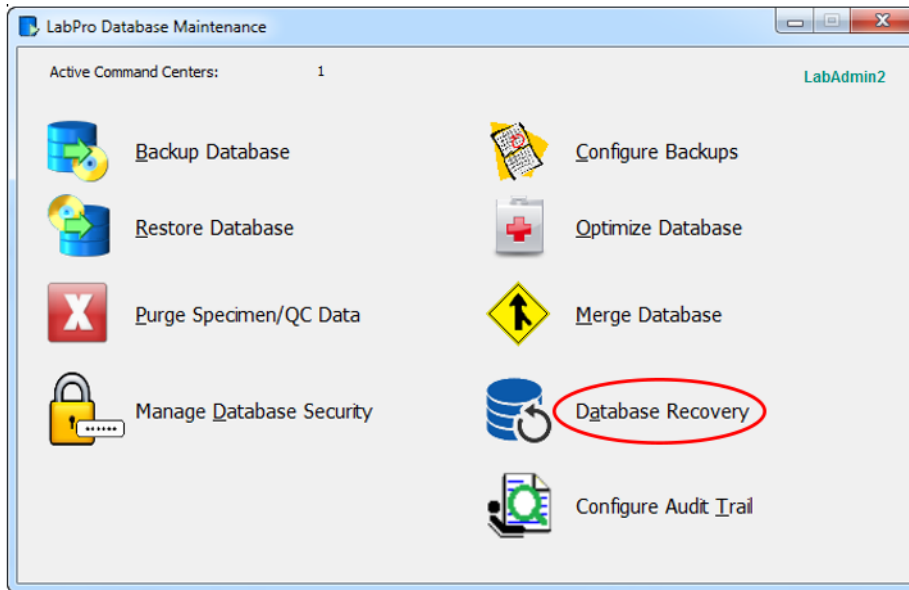 LabPro Database Maintenance
Active Command Centers: 1
LabAdmin2
Backup Database
Configure Backups
Restore Database
Optimize Database
Purge Specimen/QC Data
Merge Database
Manage Database Security
Database Recovery
Configure Audit Trail